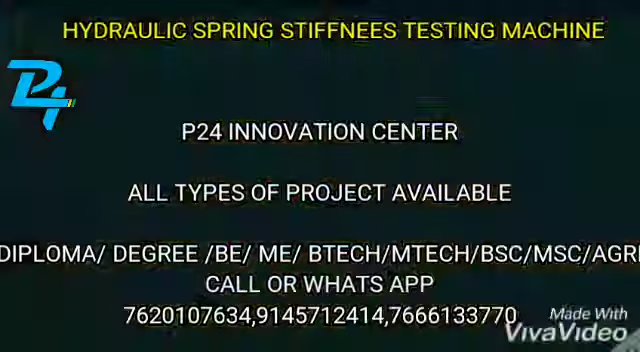 HYDRAULIC SPRING STIFFNEES TESTING MACHINE
P24
P24 INNOVATION CENTER
ALL TYPES OF PROJECT AVAILABLE
DIPLOMA/ DEGREE /BE/ ME/ BTECH/MTECH/BSC/MSC/AGRI
CALL OR WHATS APP
7620107634,9145712414,7666133770
Made With
VivaVideo